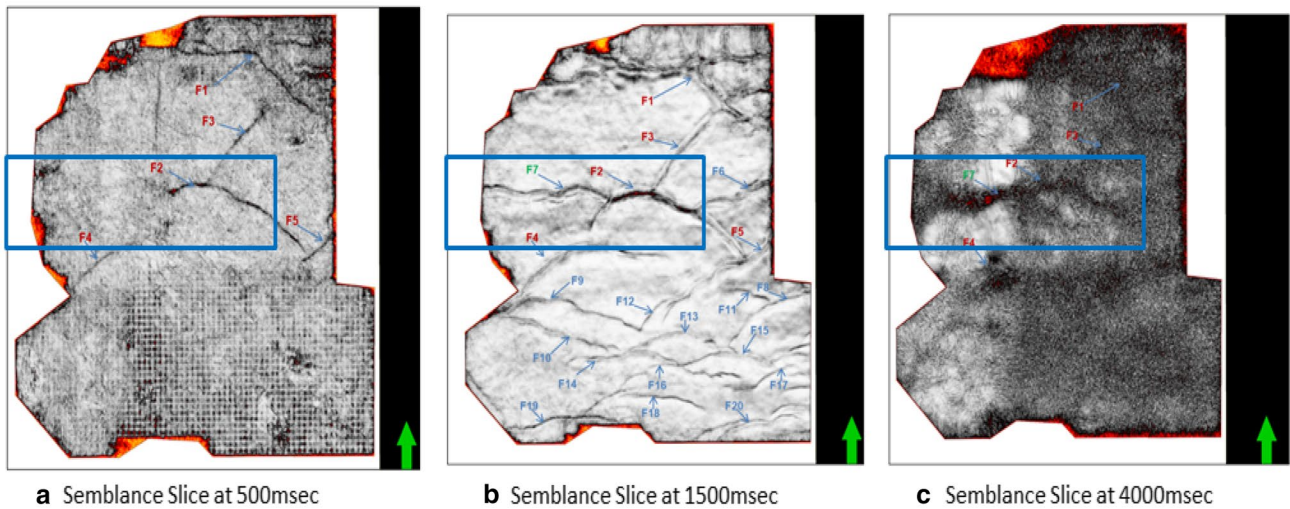 F1
F3
F2
F5
F4
a Semblance Slice at 500msec
F1
F3
F7
F2
F6
F4
F5
F9
F8
F12
F11
F13
F15
F10
F14
F16
F17
F19
F18
F20
b Semblance Slice at 1500msec
F1
F3
F2
F7
F4
c Semblance Slice at 4000msec